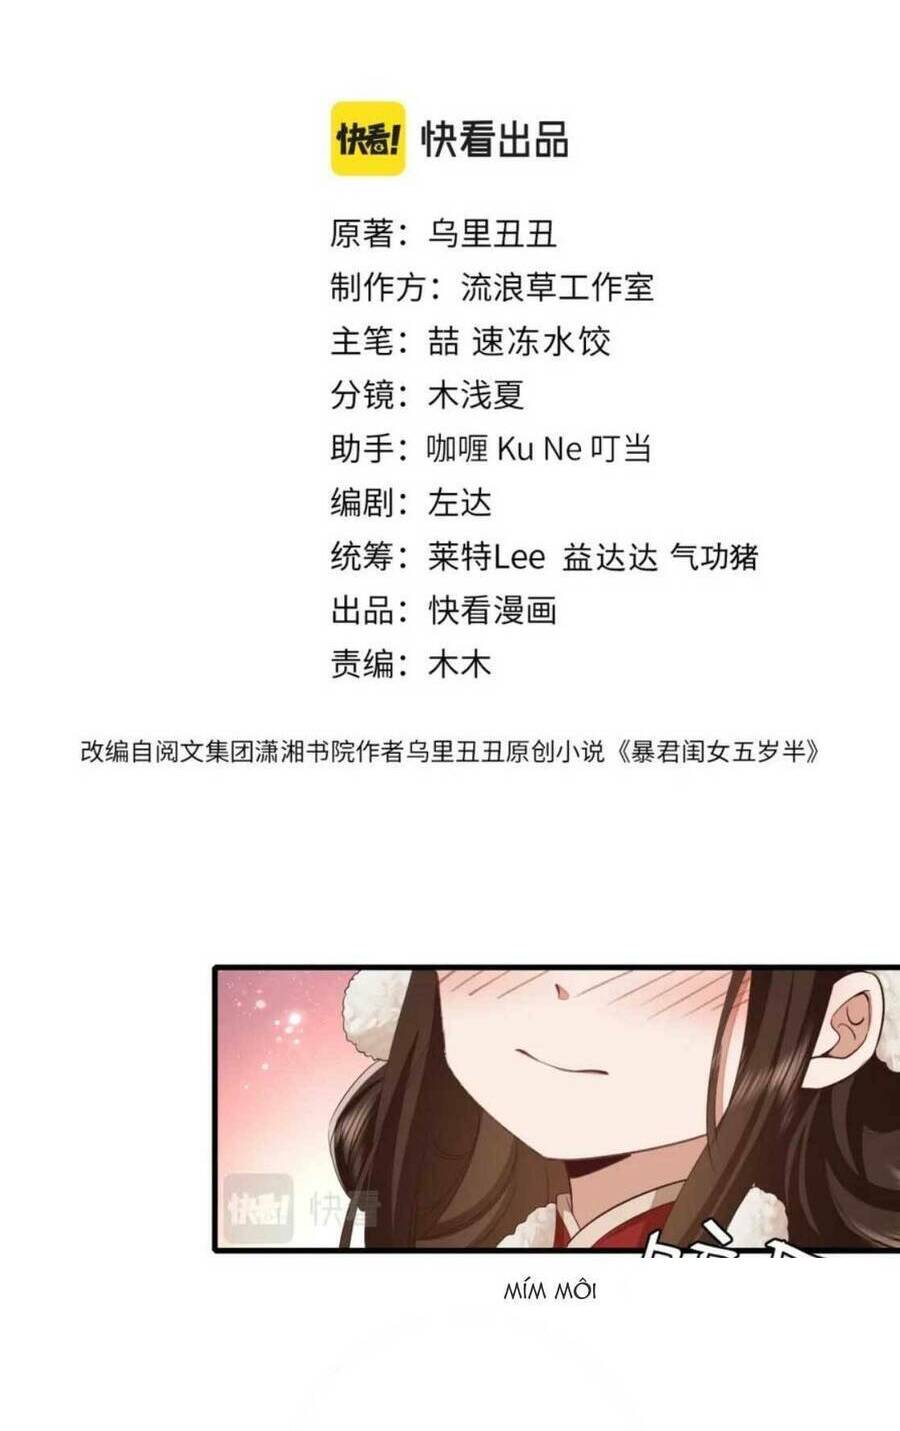 快看! 快看出品
原著：乌里丑丑
制作方：流浪草工作室
主笔：喆 速冻水饺
分镜：木浅夏
助手：咖喱 Ku Ne 叮当
编剧：左达
统筹：莱特Lee 益达达 气功猪
出品：快看漫画
责编：木木
改编自阅文集团潇湘书院作者乌里丑丑原创小说《暴君闺女五岁半》
快看! 快看
MÍM MÔI